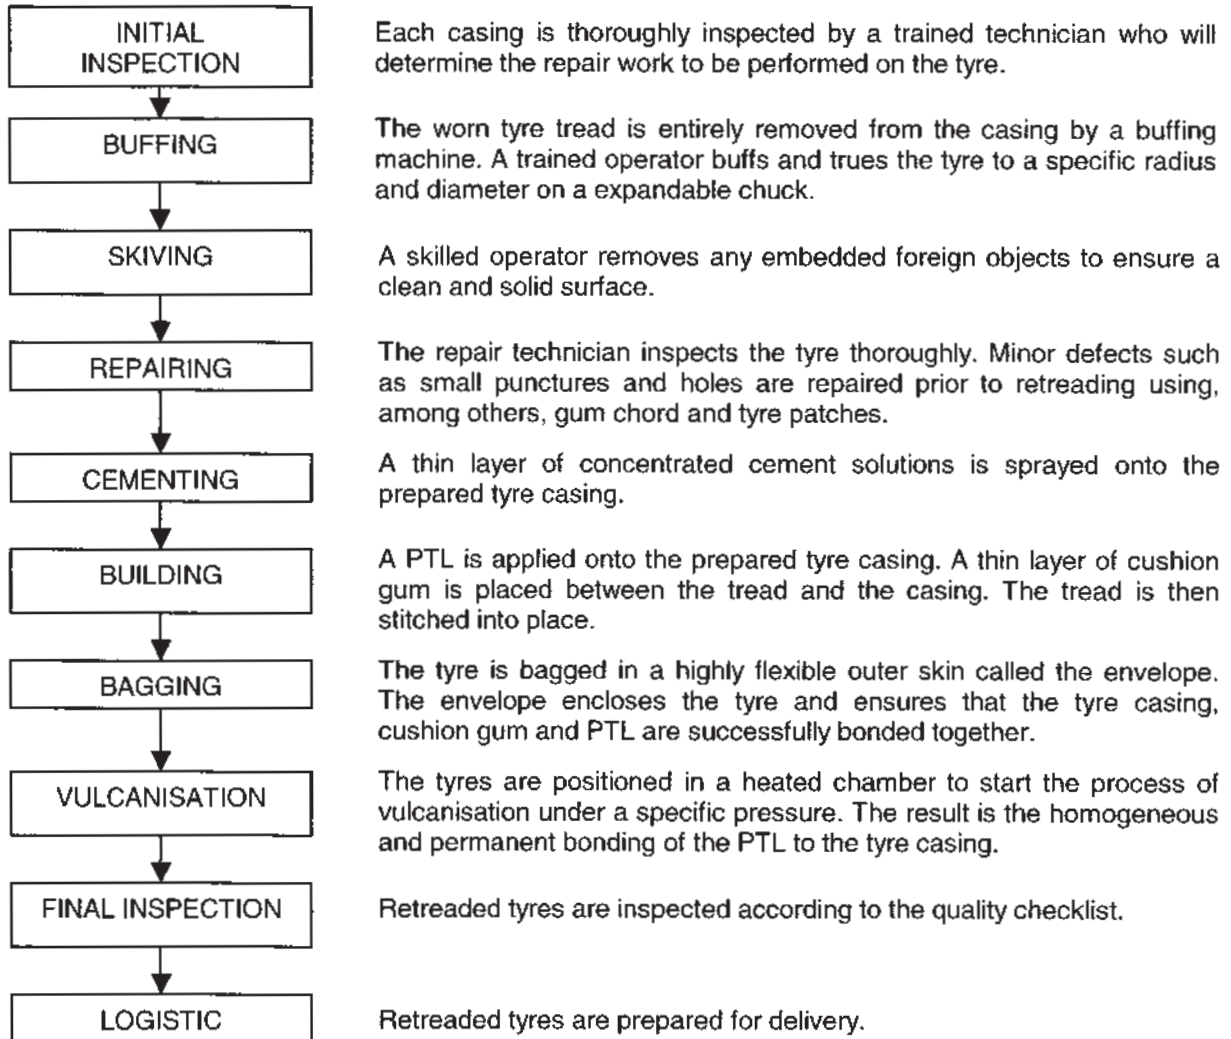 INITIAL
INSPECTION
Each casing is thoroughly inspected by a trained technician who will
determine the repair work to be performed on the tyre.
BUFFING
The worn tyre tread is entirely removed from the casing by a buffing
machine. A trained operator buffs and trues the tyre to a specific radius
and diameter on a expandable chuck.
SKIVING
A skilled operator removes any embedded foreign objects to ensure a
clean and solid surface.
REPAIRING
The repair technician inspects the tyre thoroughly. Minor defects such
as small punctures and holes are repaired prior to retreading using,
among others, gum chord and tyre patches.
CEMENTING
A thin layer of concentrated cement solutions is sprayed onto the
prepared tyre casing.
BUILDING
A PTL is applied onto the prepared tyre casing. A thin layer of cushion
gum is placed between the tread and the casing. The tread is then
stitched into place.
BAGGING
The tyre is bagged in a highly flexible outer skin called the envelope.
The envelope encloses the tyre and ensures that the tyre casing,
cushion gum and PTL are successfully bonded together.
VULCANISATION
The tyres are positioned in a heated chamber to start the process of
vulcanisation under a specific pressure. The result is the homogeneous
and permanent bonding of the PTL to the tyre casing.
FINAL INSPECTION
Retreaded tyres are inspected according to the quality checklist.
LOGISTIC
Retreaded tyres are prepared for delivery.